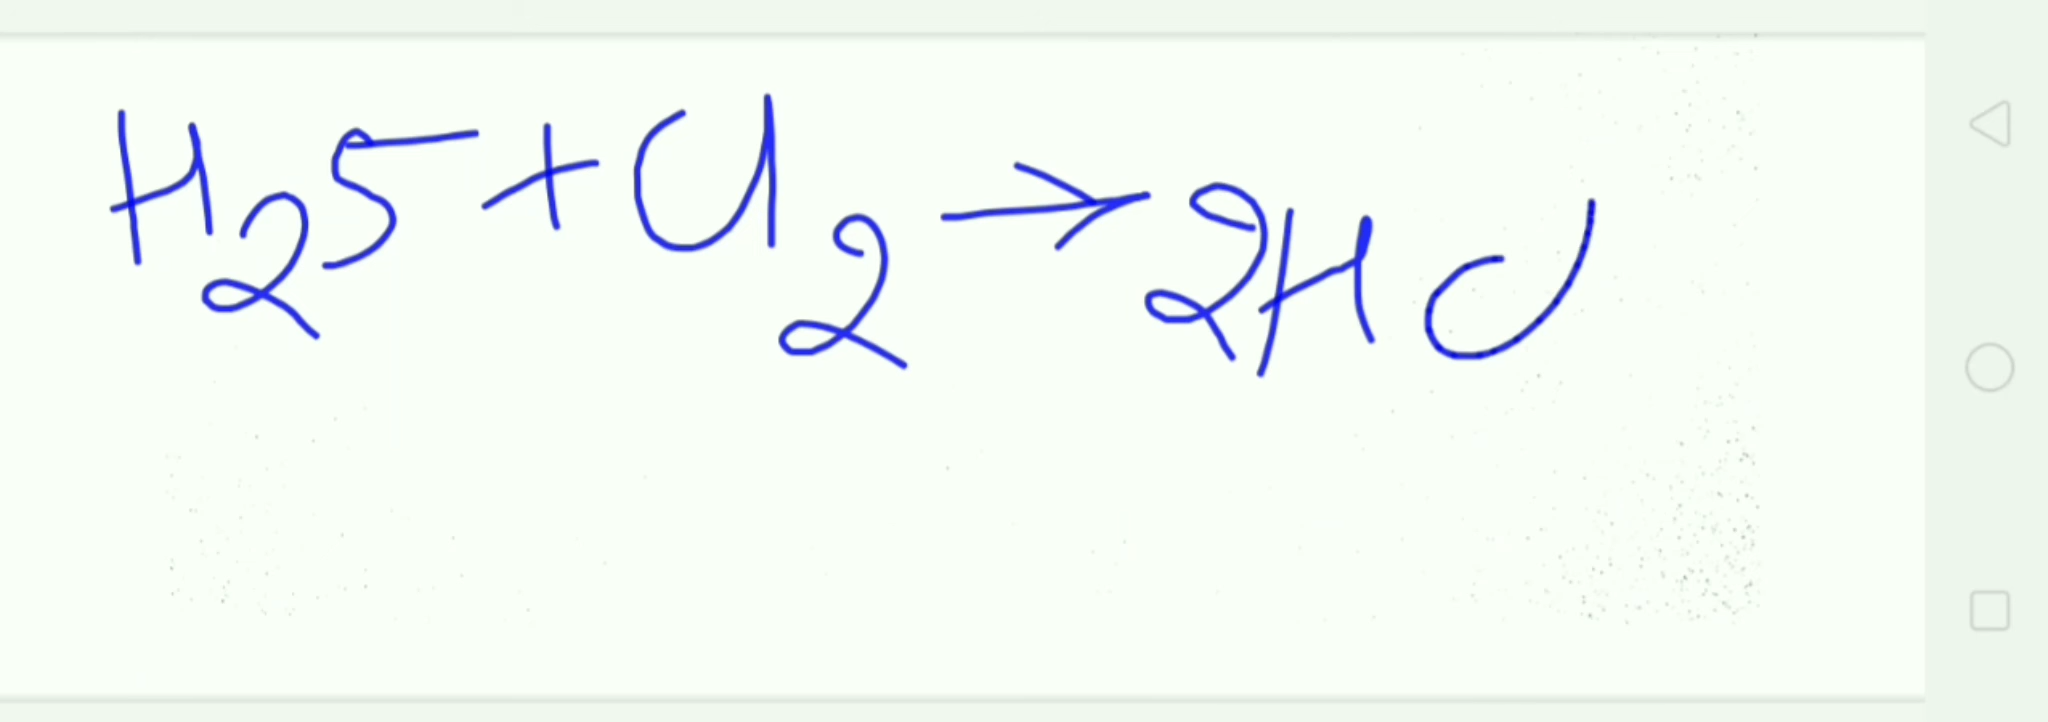 H₂S + Cl₂ → 2HCl